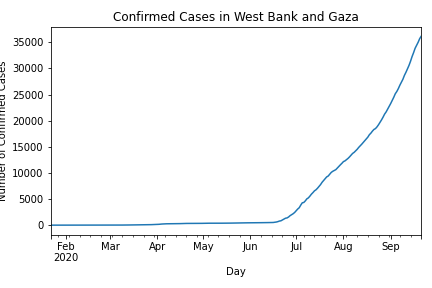 Confirmed Cases in West Bank and Gaza
Number of Confirmed Cases
35000
30000
25000
20000
15000
10000
5000
0
Feb Mar Apr May Jun Jul Aug Sep
2020
Day